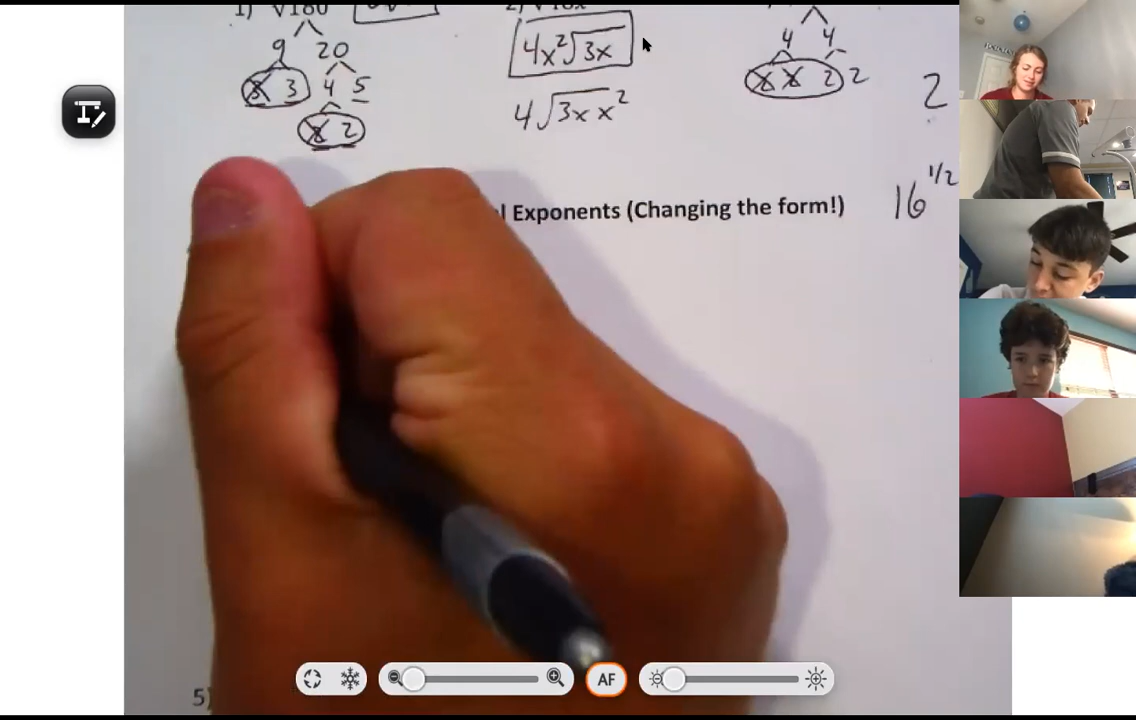 1) √180
9 20
3 4 5
2
4x²√3x
4√3x x²
4 4
2 2
2
l Exponents (Changing the form!)
16^1/2
5)
AF